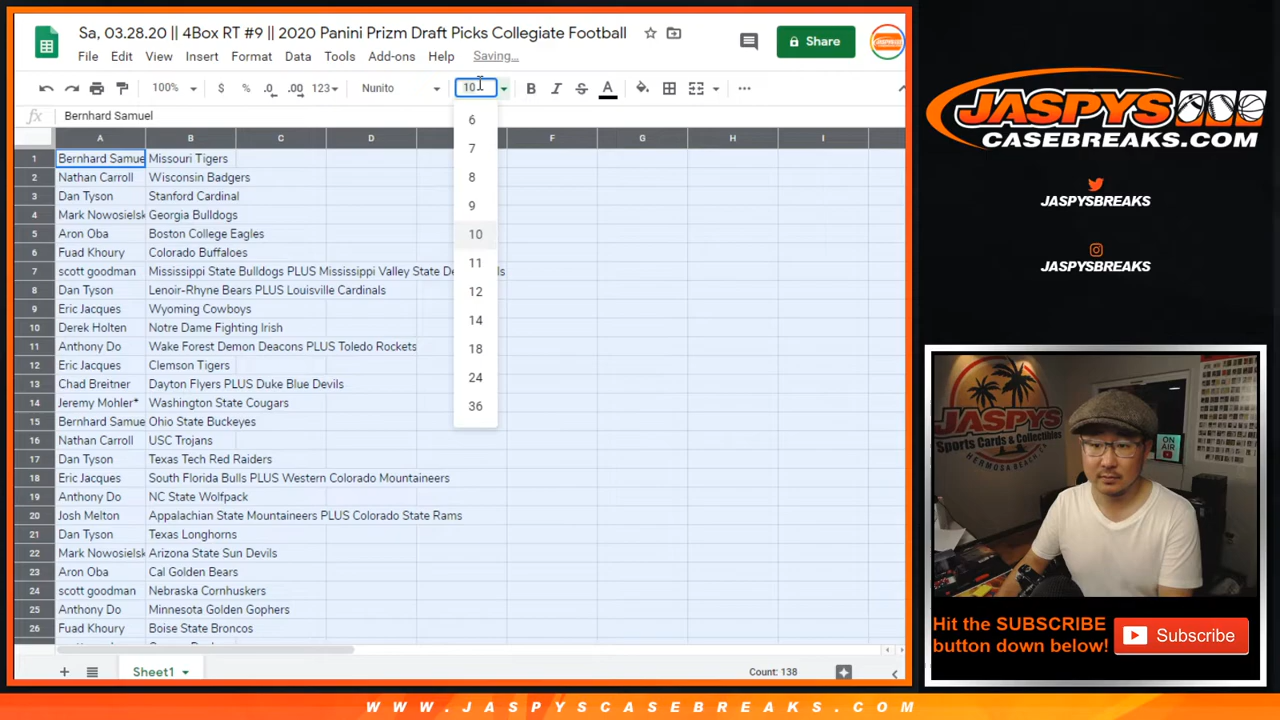 Sa, 03.28.20 || 4Box RT #9 || 2020 Panini Prizm Draft Picks Collegiate Football
File Edit View Insert Format Data Tools Add-ons Help Saving...
Share
100% $ % .0 .00 123 Nunito 10 B I S A
fx Bernhard Samuel
A B C D F G H I
1 Bernhard Samue Missouri Tigers
2 Nathan Carroll Wisconsin Badgers
3 Dan Tyson Stanford Cardinal
4 Mark Nowosielsk Georgia Bulldogs
5 Aron Oba Boston College Eagles
6 Fuad Khoury Colorado Buffaloes
7 scott goodman Mississippi State Bulldogs PLUS Mississippi Valley State
8 Dan Tyson Lenoir-Rhyne Bears PLUS Louisville Cardinals
9 Eric Jacques Wyoming Cowboys
10 Derek Holten Notre Dame Fighting Irish
11 Anthony Do Wake Forest Demon Deacons PLUS Toledo Rockets
12 Eric Jacques Clemson Tigers
13 Chad Breitner Dayton Flyers PLUS Duke Blue Devils
14 Jeremy Mohler* Washington State Cougars
15 Bernhard Samue Ohio State Buckeyes
16 Nathan Carroll USC Trojans
17 Dan Tyson Texas Tech Red Raiders
18 Eric Jacques South Florida Bulls PLUS Western Colorado Mountaineers
19 Anthony Do NC State Wolfpack
20 Josh Melton Appalachian State Mountaineers PLUS Colorado State Rams
21 Dan Tyson Texas Longhorns
22 Mark Nowosielsk Arizona State Sun Devils
23 Aron Oba Cal Golden Bears
24 scott goodman Nebraska Cornhuskers
25 Anthony Do Minnesota Golden Gophers
26 Fuad Khoury Boise State Broncos
6
7
8
9
10
11
12
14
18
24
36
Sheet1
Count: 138
JASPYS
CASEBREAKS.COM
JASPYSBREAKS
JASPYSBREAKS
JASPYS
Sports Cards & Collectibles
HERMOSA BEACH, CA
ON
AIR
Hit the SUBSCRIBE
button down below!
Subscribe
WWW.JASPYSCASEBREAKS.COM